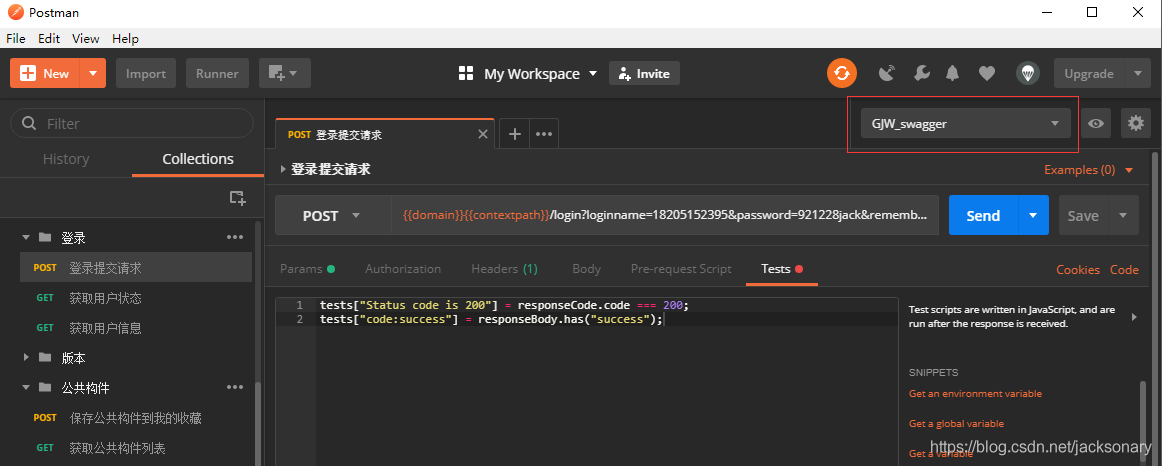 Postman
File Edit View Help
New Import Runner My Workspace Invite Upgrade
Filter
History Collections
登录
POST 登录提交请求
GET 获取用户状态
GET 获取用户信息
版本
公共构件
POST 保存公共构件到我的收藏
GET 获取公共构件列表
POST 登录提交请求
GJW_swagger
登录提交请求 Examples (0)
POST {{domain}}{{contextpath}}/login?loginname=18205152395&password=921228jack&rememb... Send Save
Params Authorization Headers (1) Body Pre-request Script Tests Cookies Code
1 tests["Status code is 200"] = responseCode.code === 200;
2 tests["code:success"] = responseBody.has("success");
Test scripts are written in JavaScript, and are
run after the response is received.
SNIPPETS
Get an environment variable
Get a global variable
Get a variable
https://blog.csdn.net/jacksonary